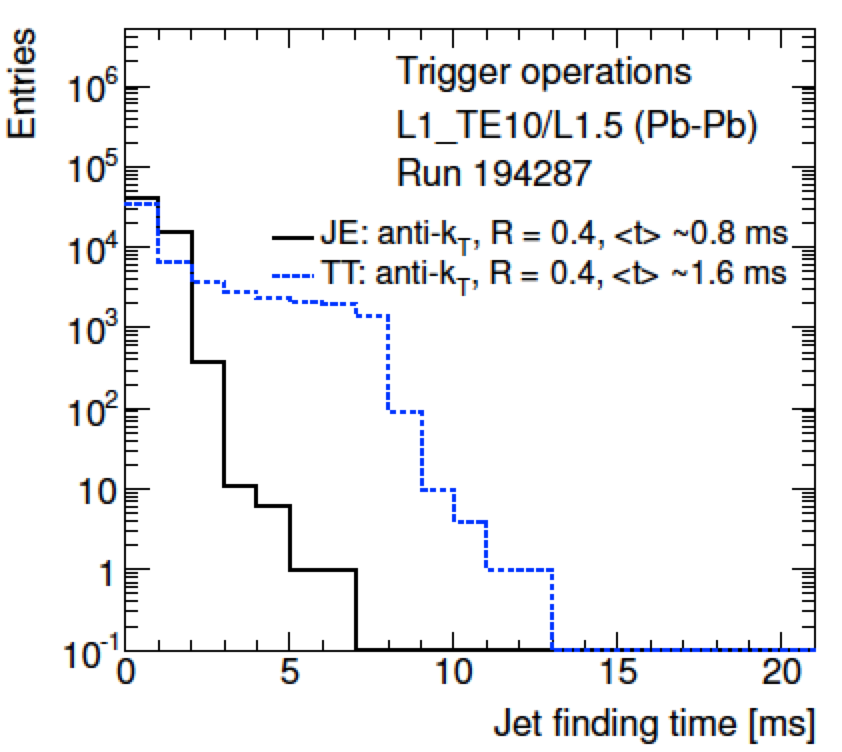 Entries
10^6
10^5
10^4
10^3
10^2
10
1
10^-1
Trigger operations
L1_TE10/L1.5 (Pb-Pb)
Run 194287
JE: anti-k_T, R = 0.4, <t> ~0.8 ms
TT: anti-k_T, R = 0.4, <t> ~1.6 ms
0 5 10 15 20
Jet finding time [ms]